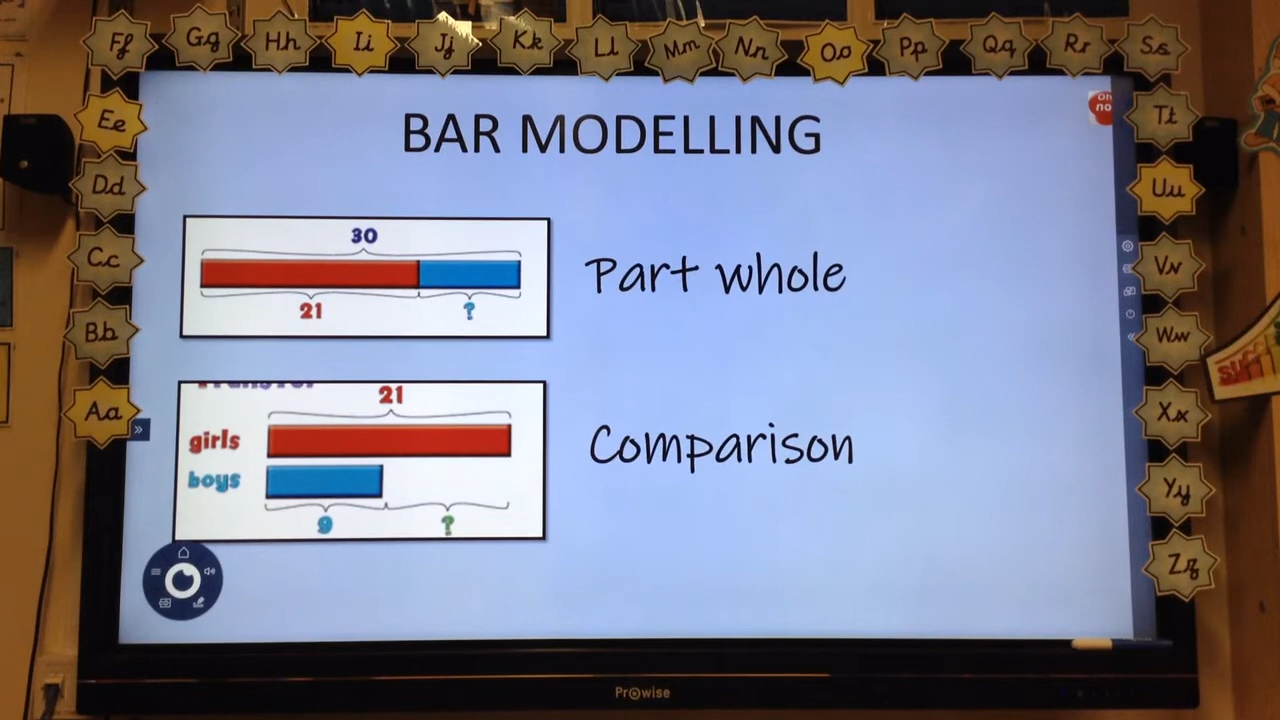 Ff Gg Hh Ii Jj Kk Ll Mm Nn Oo Pp Qq Rr Ss
Ee
Dd
Cc
Bb
Aa
Tt
Uu
Vv
Ww
Xx
Yy
Zz
Oh
no
BAR MODELLING
30
21 ?
Part whole
21
girls
boys
9 ?
Comparison
Prowise